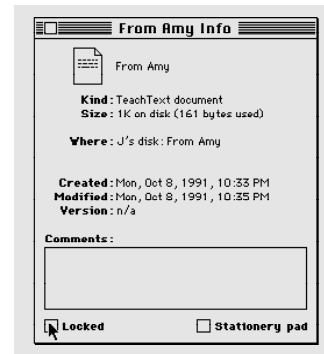 From Amy Info
From Amy
Kind: TeachText document
Size: 1K on disk (161 bytes used)
Where: J's disk: From Amy
Created: Mon, Oct 8, 1991, 10:33 PM
Modified: Mon, Oct 8, 1991, 10:35 PM
Version: n/a
Comments:
Locked Stationery pad